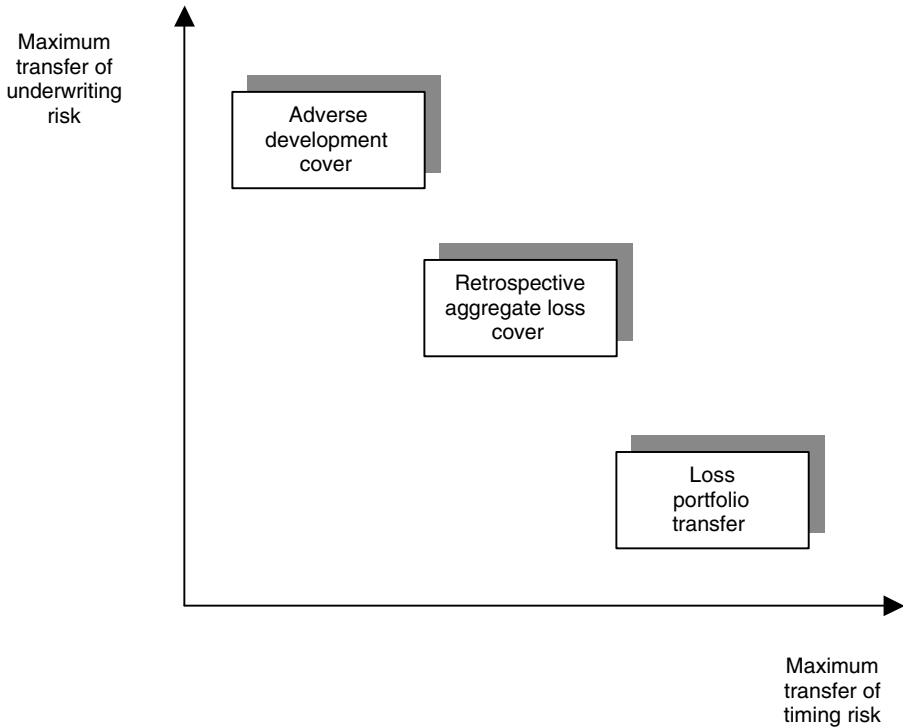 Maximum
transfer of
underwriting
risk
Adverse
development
cover
Retrospective
aggregate loss
cover
Loss
portfolio
transfer
Maximum
transfer of
timing risk